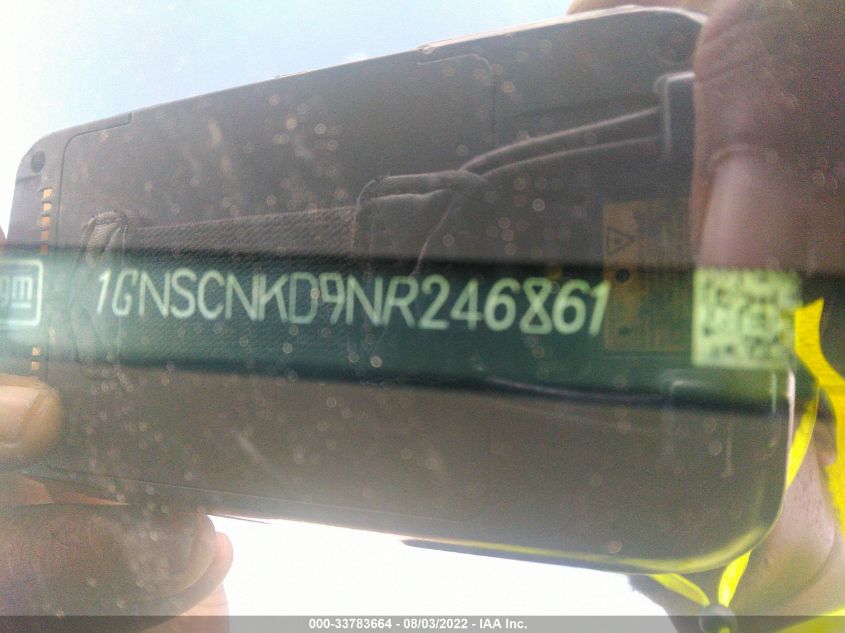 gm 1GNSCNKD9NR246861
000-33783664 - 08/03/2022 - IAA Inc.